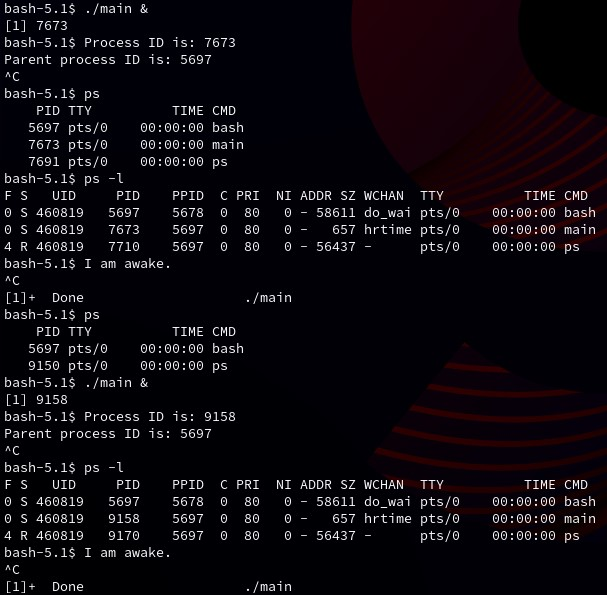 bash-5.1$ ./main &
[1] 7673
bash-5.1$ Process ID is: 7673
Parent process ID is: 5697
^C
bash-5.1$ ps
    PID TTY          TIME CMD
   5697 pts/0    00:00:00 bash
   7673 pts/0    00:00:00 main
   7691 pts/0    00:00:00 ps
bash-5.1$ ps -l
F S   UID     PID    PPID  C PRI  NI ADDR SZ WCHAN  TTY          TIME CMD
0 S 460819   5697    5678  0  80   0 - 58611 do_wai pts/0    00:00:00 bash
0 S 460819   7673    5697  0  80   0 -   657 hrtime pts/0    00:00:00 main
4 R 460819   7710    5697  0  80   0 - 56437 -      pts/0    00:00:00 ps
bash-5.1$ I am awake.
^C
[1]+  Done                    ./main
bash-5.1$ ps
    PID TTY          TIME CMD
   5697 pts/0    00:00:00 bash
   9150 pts/0    00:00:00 ps
bash-5.1$ ./main &
[1] 9158
bash-5.1$ Process ID is: 9158
Parent process ID is: 5697
^C
bash-5.1$ ps -l
F S   UID     PID    PPID  C PRI  NI ADDR SZ WCHAN  TTY          TIME CMD
0 S 460819   5697    5678  0  80   0 - 58611 do_wai pts/0    00:00:00 bash
0 S 460819   9158    5697  0  80   0 -   657 hrtime pts/0    00:00:00 main
4 R 460819   9170    5697  0  80   0 - 56437 -      pts/0    00:00:00 ps
bash-5.1$ I am awake.
^C
[1]+  Done                    ./main